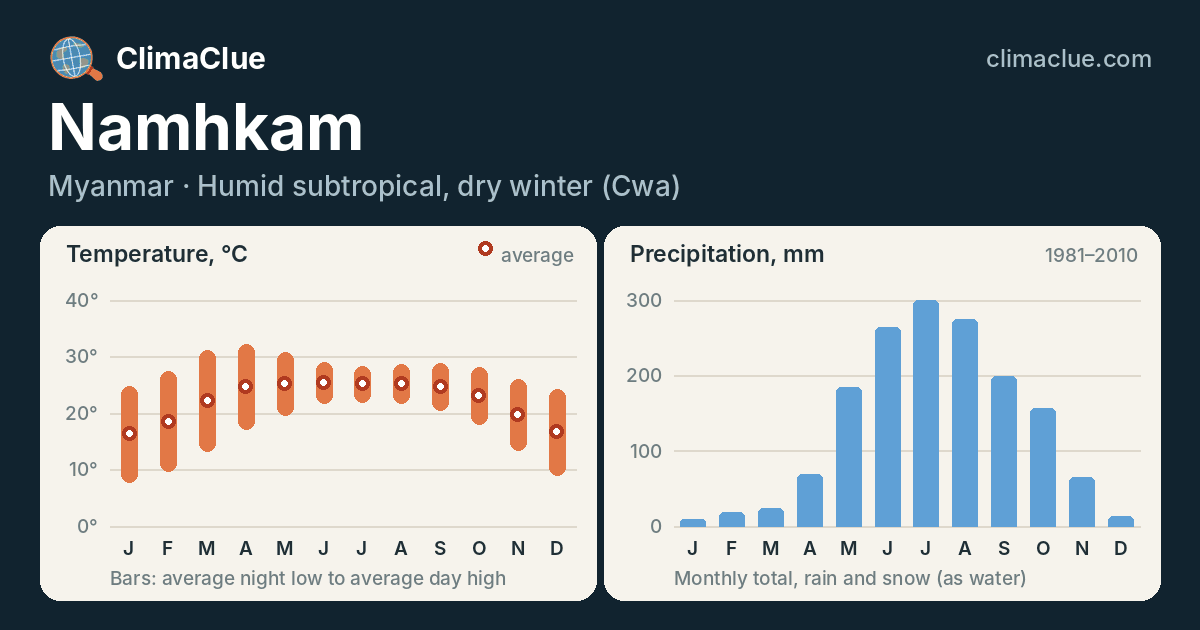 ClimaClue
climaclue.com
Namhkam
Myanmar · Humid subtropical, dry winter (Cwa)
Temperature, °C
average
40°
30°
20°
10°
0°
J F M A M J J A S O N D
Bars: average night low to average day high
Precipitation, mm
1981–2010
300
200
100
0
J F M A M J J A S O N D
Monthly total, rain and snow (as water)